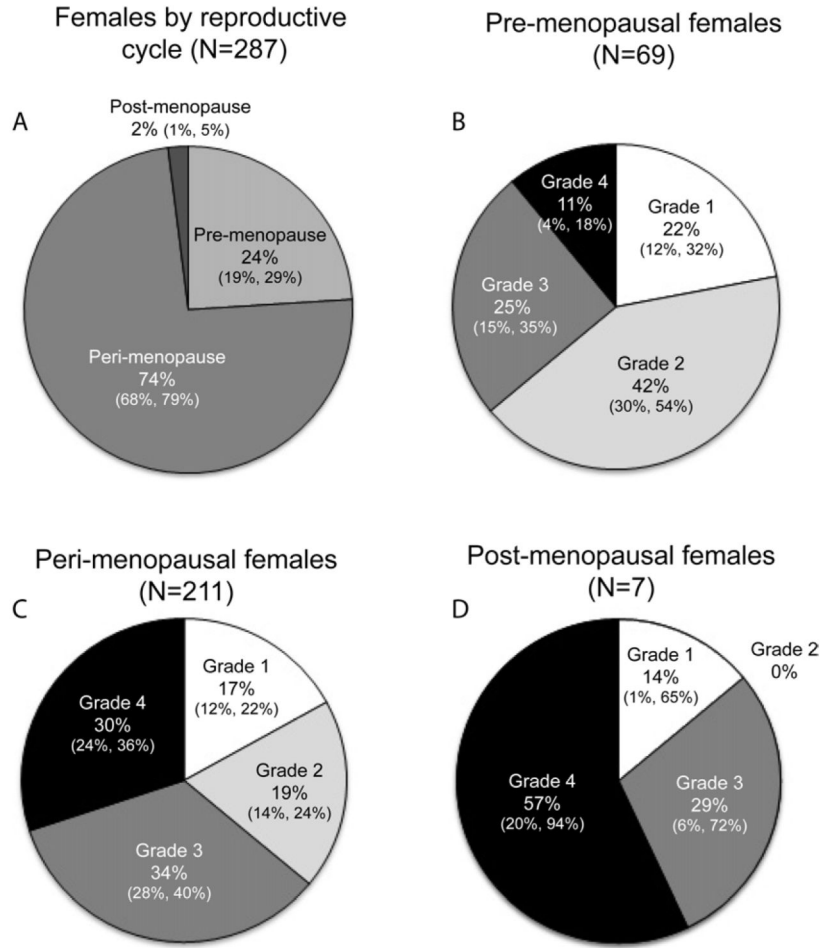 Females by reproductive
cycle (N=287)
A
Post-menopause
2% (1%, 5%)
Pre-menopause
24%
(19%, 29%)
Peri-menopause
74%
(68%, 79%)
Pre-menopausal females
(N=69)
B
Grade 4
11%
(4%, 18%)
Grade 1
22%
(12%, 32%)
Grade 3
25%
(15%, 35%)
Grade 2
42%
(30%, 54%)
Peri-menopausal females
(N=211)
C
Grade 1
17%
(12%, 22%)
Grade 4
30%
(24%, 36%)
Grade 2
19%
(14%, 24%)
Grade 3
34%
(28%, 40%)
Post-menopausal females
(N=7)
D
Grade 1
14%
(1%, 65%)
Grade 2
0%
Grade 4
57%
(20%, 94%)
Grade 3
29%
(6%, 72%)